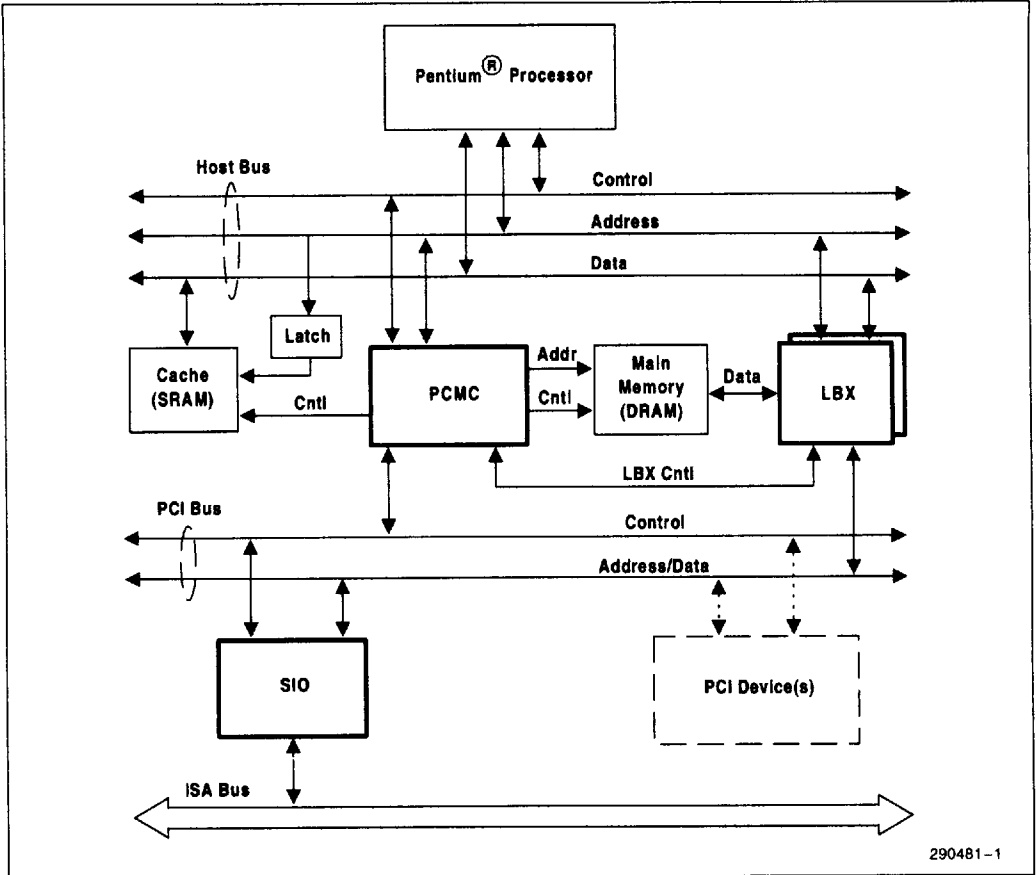 Pentium® Processor
Host Bus
Control
Address
Data
Latch
Cache
(SRAM)
Cntl
PCMC
Addr
Cntl
Main
Memory
(DRAM)
Data
LBX
LBX Cntl
PCI Bus
Control
Address/Data
SIO
PCI Device(s)
ISA Bus
290481-1